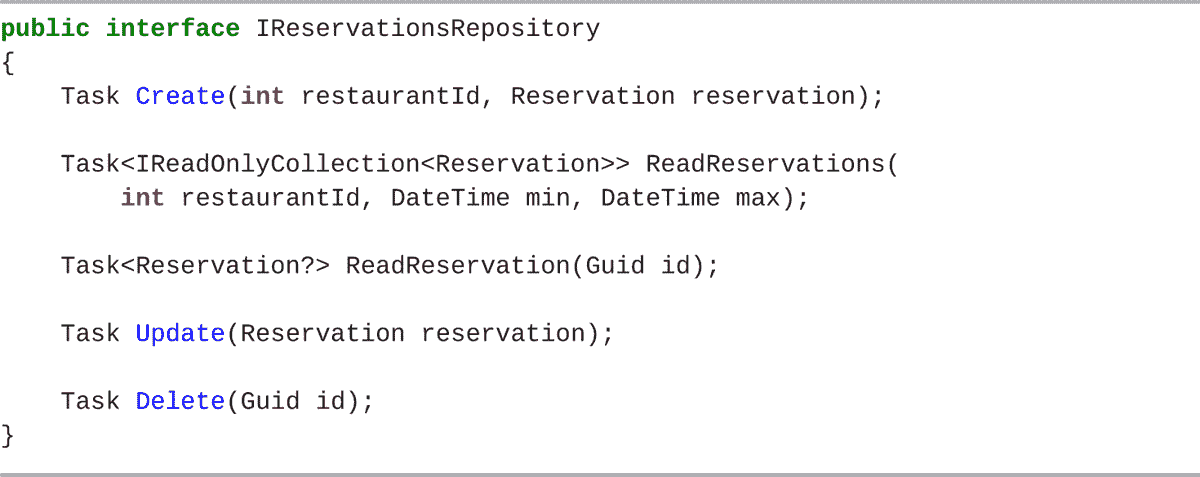 public interface IReservationsRepository
{
    Task Create(int restaurantId, Reservation reservation);
    Task<IReadOnlyCollection<Reservation>> ReadReservations(
        int restaurantId, DateTime min, DateTime max);
    Task<Reservation?> ReadReservation(Guid id);
    Task Update(Reservation reservation);
    Task Delete(Guid id);
}